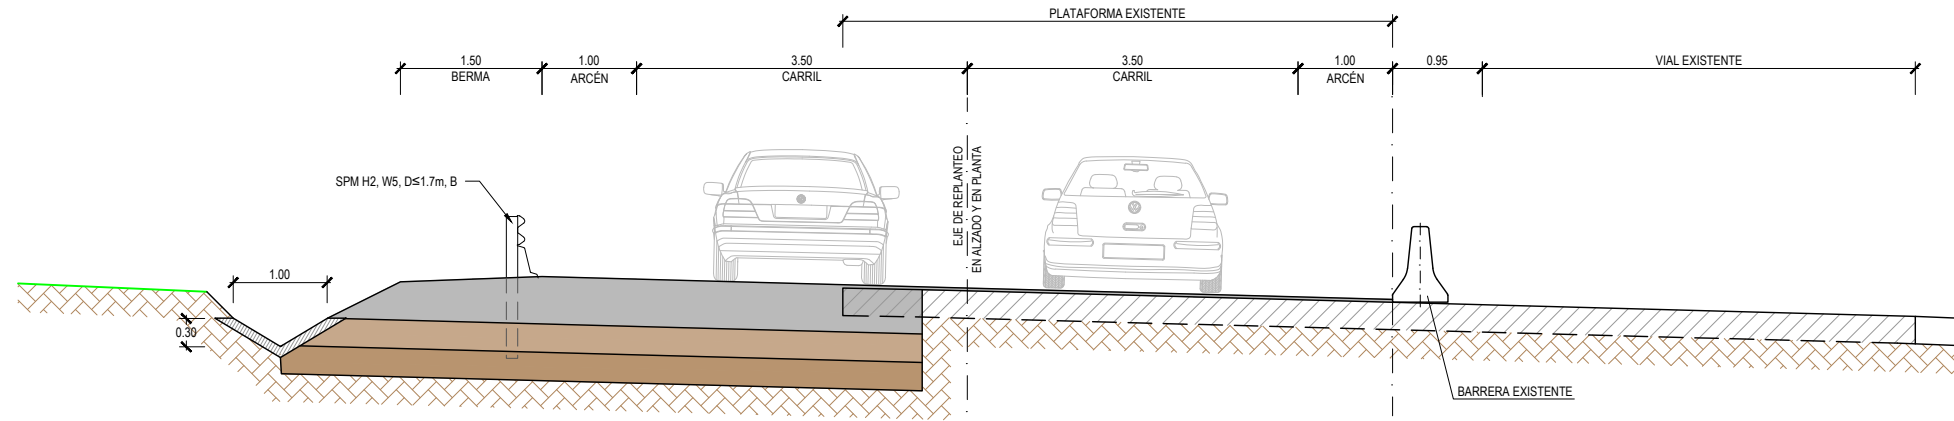 PLATAFORMA EXISTENTE
1.50
BERMA
1.00
ARCÉN
3.50
CARRIL
3.50
CARRIL
1.00
ARCÉN
0.95
VIAL EXISTENTE
EJE DE REPLANTEO
EN ALZADO Y EN PLANTA
SPM H2, W5, D≤1.7m, B
1.00
0.30
BARRERA EXISTENTE